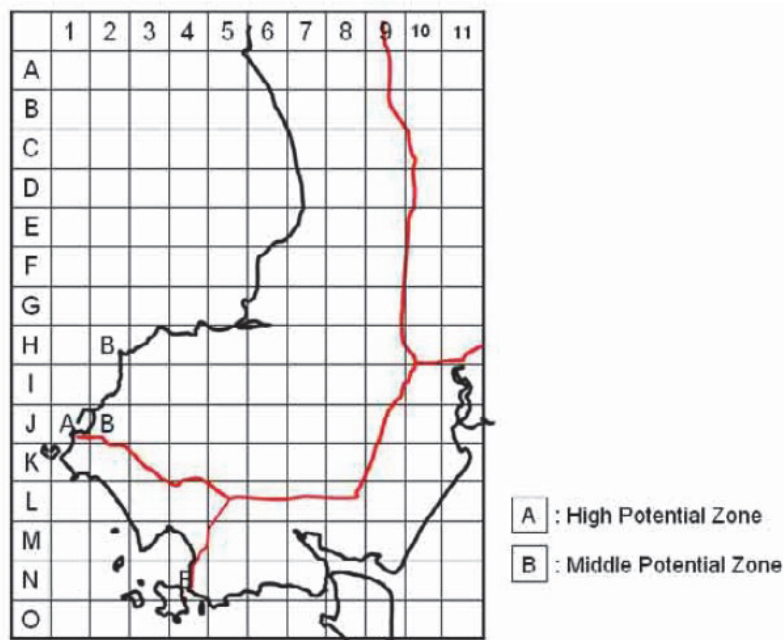 1 2 3 4 5 6 7 8 9 10 11
A
B
C
D
E
F
G
H B
I
J A B
K
L
M
N
O
A : High Potential Zone
B : Middle Potential Zone